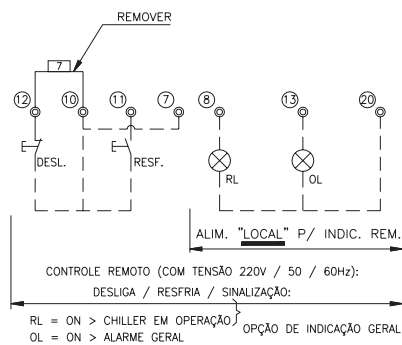 REMOVER
7
12 10 11 7 8 13 20
DESL. RESF. RL OL
ALIM. "LOCAL" P/ INDIC. REM.
CONTROLE REMOTO (COM TENSÃO 220V / 50 / 60Hz):
DESLIGA / RESFRIA / SINALIZAÇÃO:
RL = ON > CHILLER EM OPERAÇÃO
OPÇÃO DE INDICAÇÃO GERAL
OL = ON > ALARME GERAL